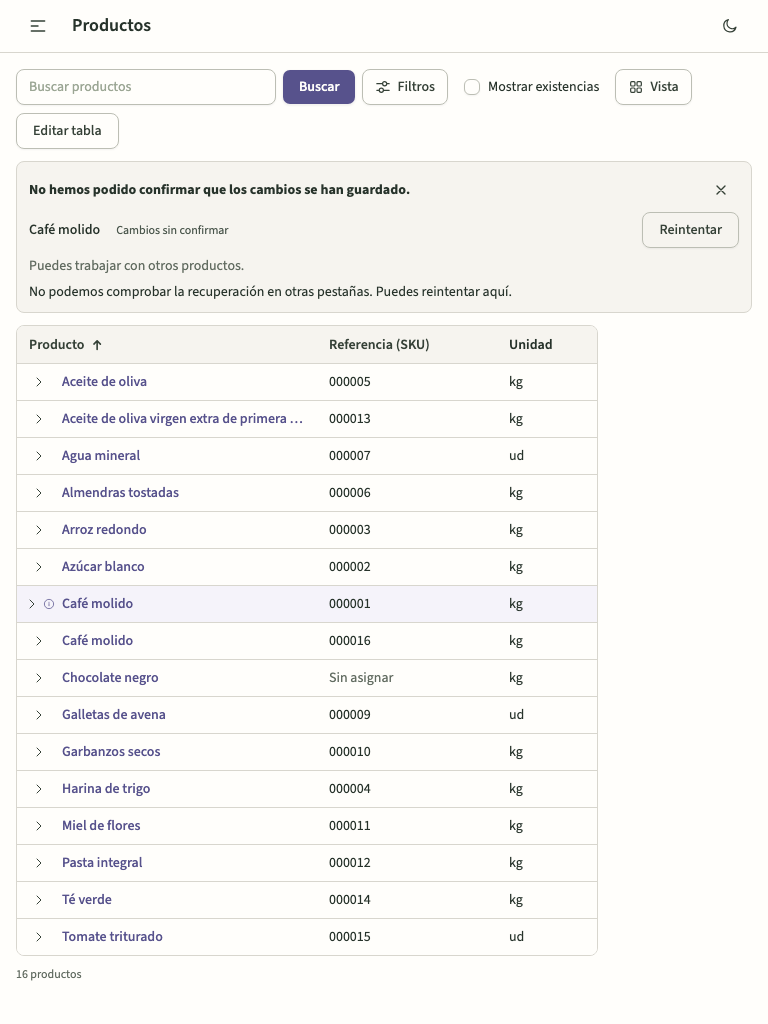 Productos
Buscar productos
Buscar
Filtros
Mostrar existencias
Vista
Editar tabla
No hemos podido confirmar que los cambios se han guardado.
Café molido Cambios sin confirmar
Reintentar
Puedes trabajar con otros productos.
No podemos comprobar la recuperación en otras pestañas. Puedes reintentar aquí.
Producto Referencia (SKU) Unidad
Aceite de oliva 000005 kg
Aceite de oliva virgen extra de primera … 000013 kg
Agua mineral 000007 ud
Almendras tostadas 000006 kg
Arroz redondo 000003 kg
Azúcar blanco 000002 kg
Café molido 000001 kg
Café molido 000016 kg
Chocolate negro Sin asignar kg
Galletas de avena 000009 ud
Garbanzos secos 000010 kg
Harina de trigo 000004 kg
Miel de flores 000011 kg
Pasta integral 000012 kg
Té verde 000014 kg
Tomate triturado 000015 ud
16 productos